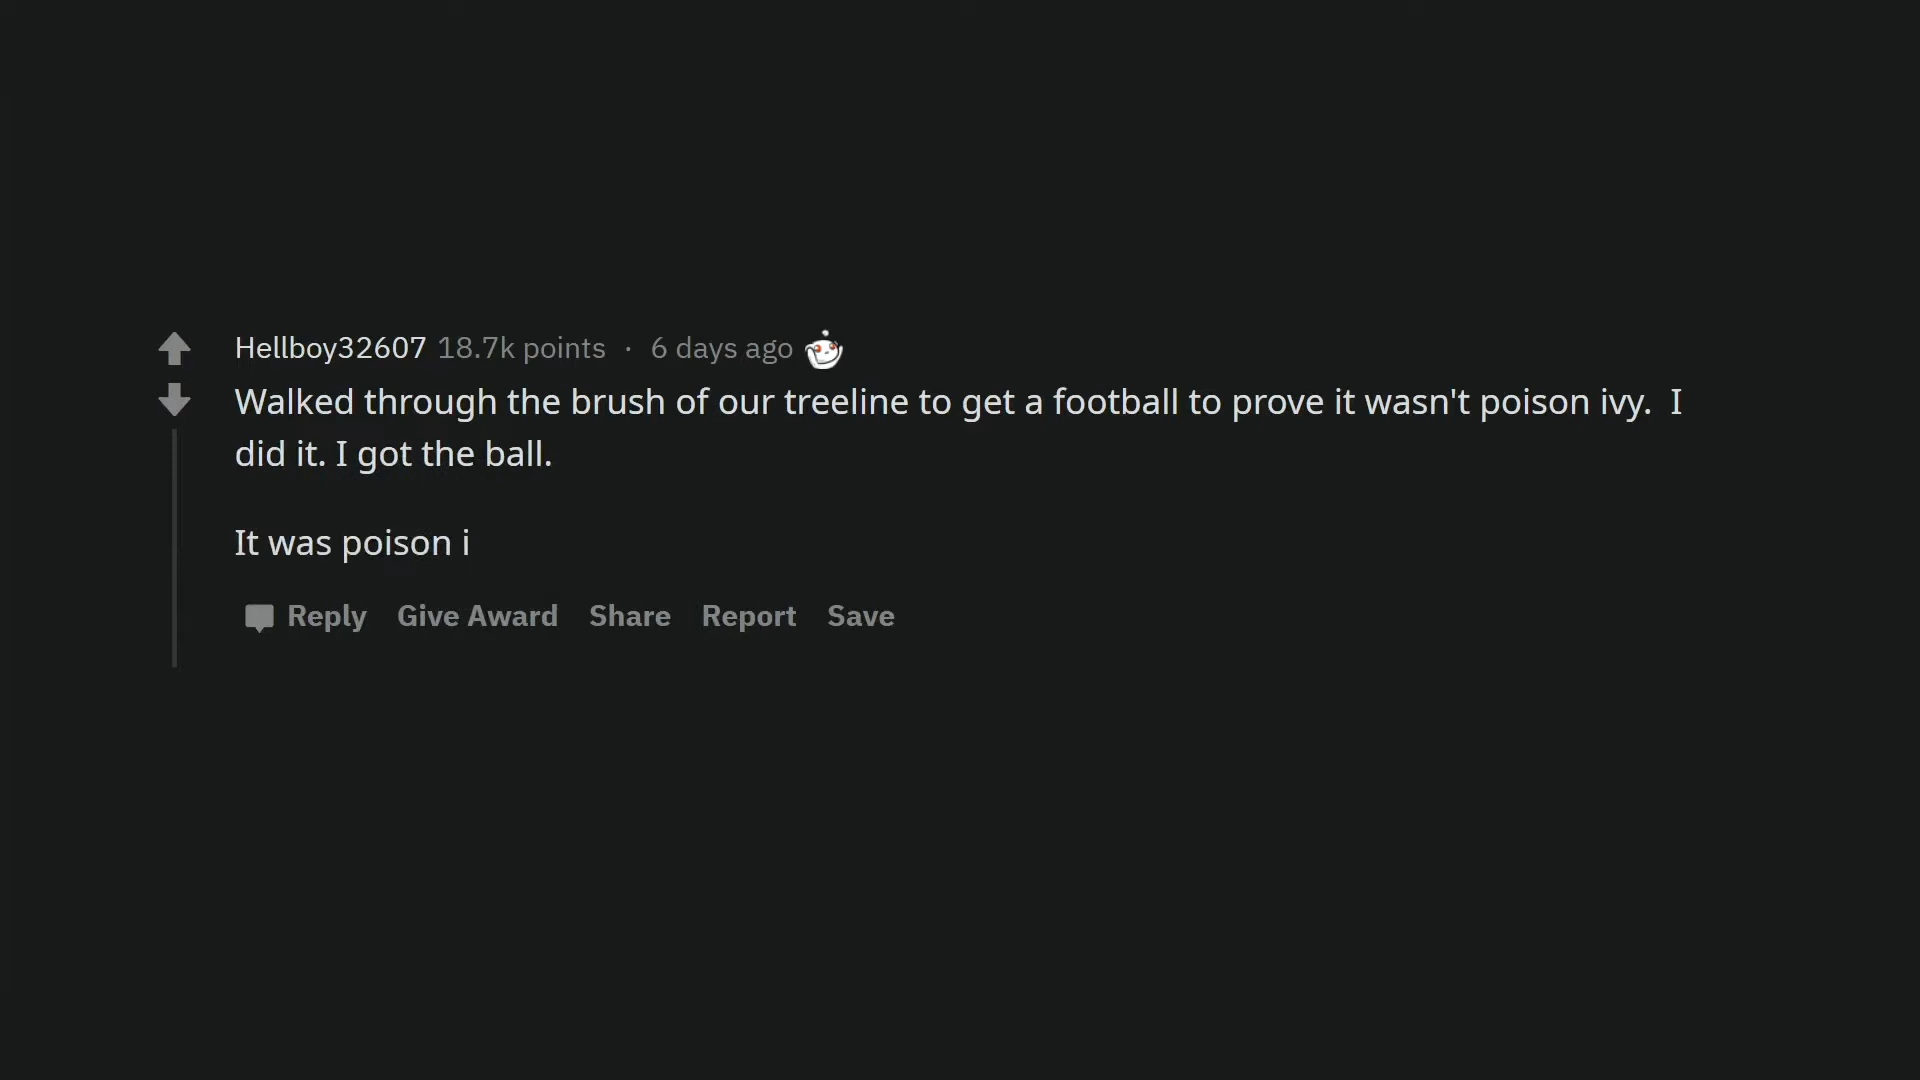 Hellboy32607 18.7k points · 6 days ago
Walked through the brush of our treeline to get a football to prove it wasn't poison ivy.  I
did it. I got the ball.
It was poison i
Reply Give Award Share Report Save